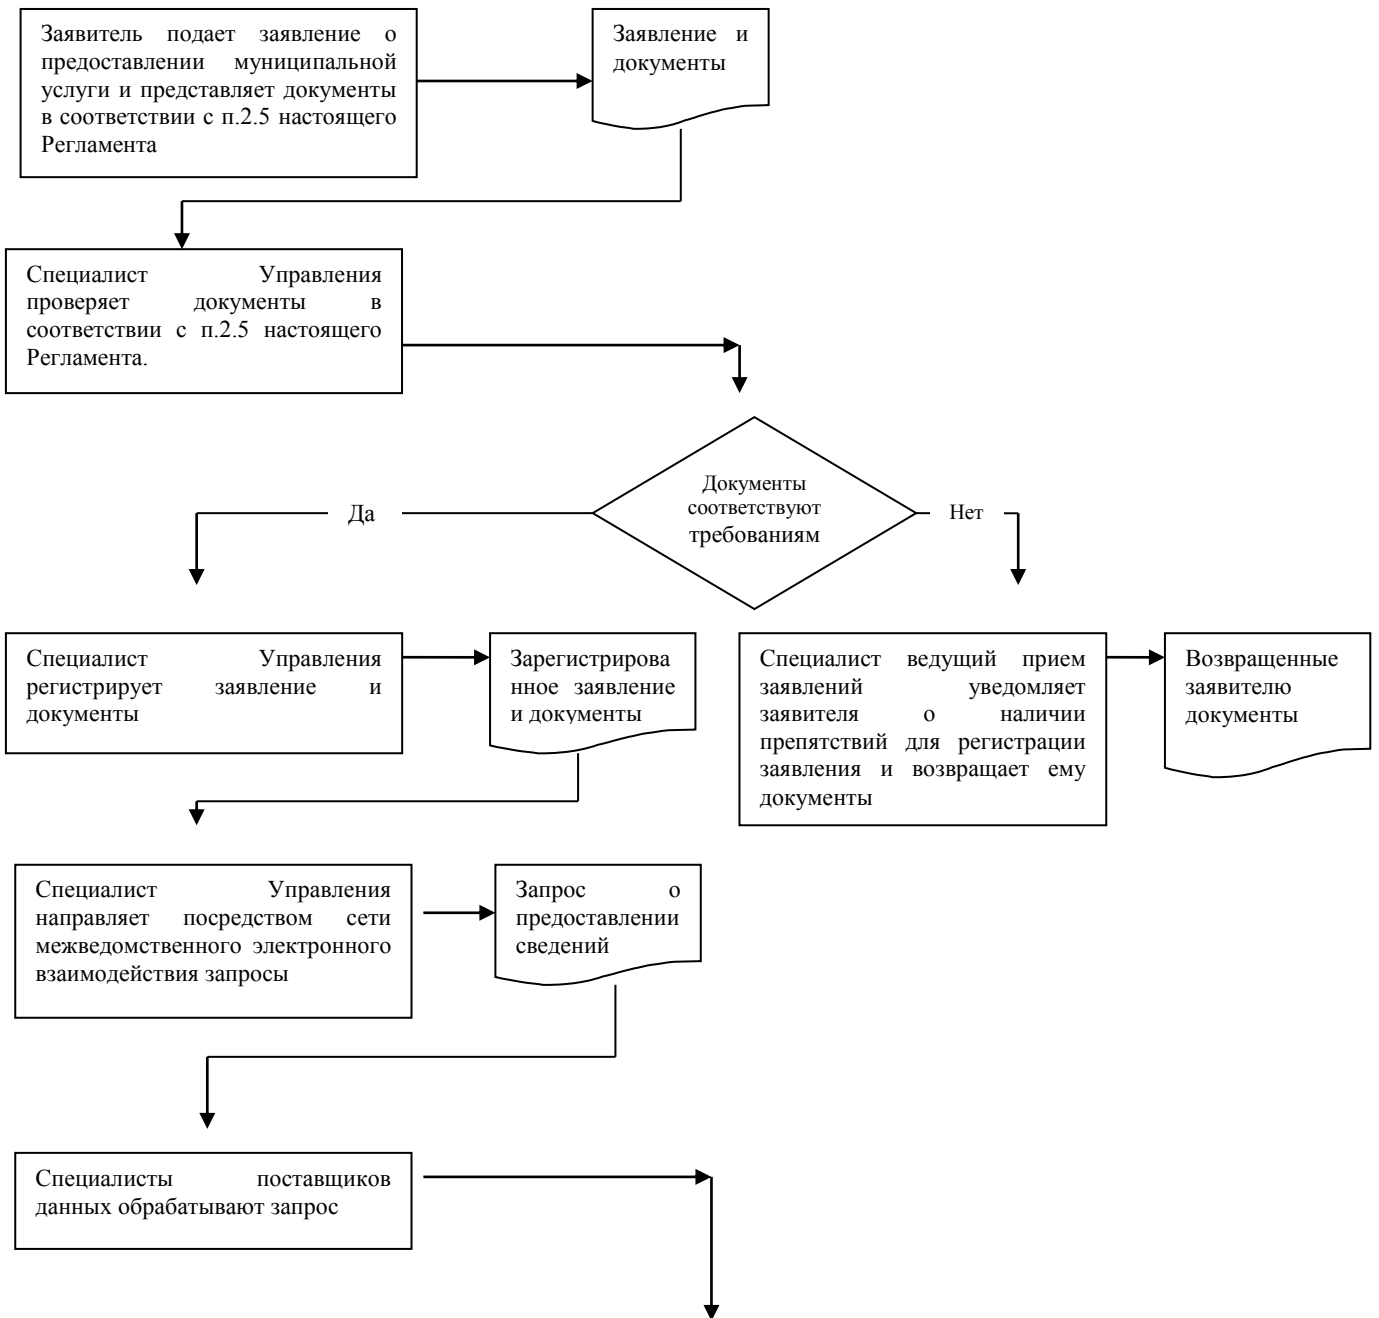 Заявитель подает заявление о
предоставлении муниципальной
услуги и представляет документы
в соответствии с п.2.5 настоящего
Регламента
Заявление и
документы
Специалист Управления
проверяет документы в
соответствии с п.2.5 настоящего
Регламента.
Документы
соответствуют
требованиям
Да
Нет
Специалист Управления
регистрирует заявление и
документы
Зарегистрирова
нное заявление
и документы
Специалист ведущий прием
заявлений уведомляет
заявителя о наличии
препятствий для регистрации
заявления и возвращает ему
документы
Возвращенные
заявителю
документы
Специалист Управления
направляет посредством сети
межведомственного электронного
взаимодействия запросы
Запрос о
предоставлении
сведений
Специалисты поставщиков
данных обрабатывают запрос